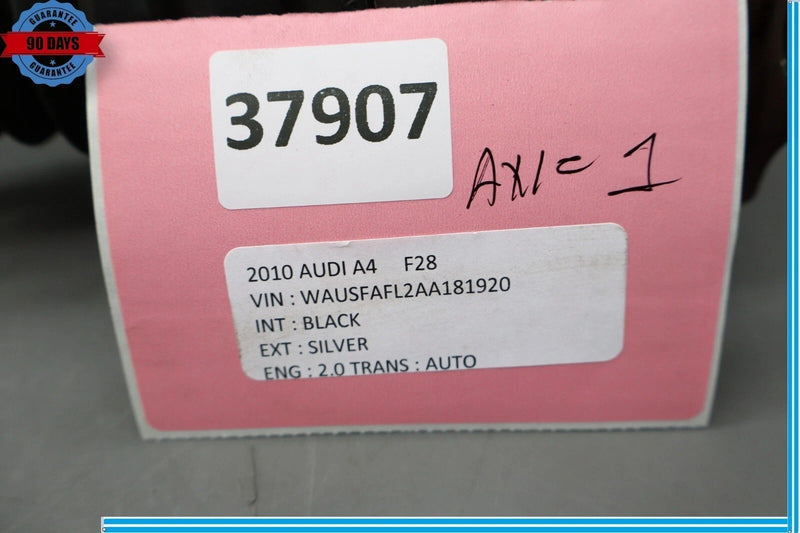 GUARANTEE
90 DAYS
GUARANTEE
37907
AXLE 1
2010 AUDI A4 F28
VIN : WAUSFAFL2AA181920
INT : BLACK
EXT : SILVER
ENG : 2.0 TRANS : AUTO